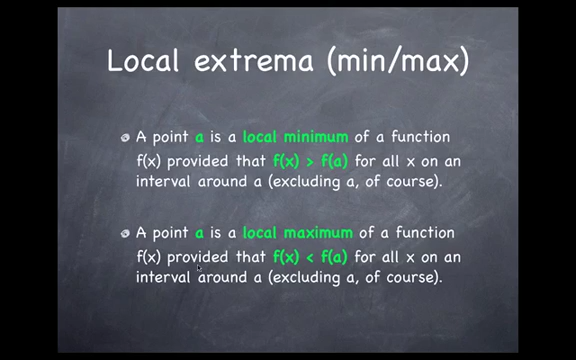 Local extrema (min/max)
A point a is a local minimum of a function
f(x) provided that f(x) > f(a) for all x on an
interval around a (excluding a, of course).
A point a is a local maximum of a function
f(x) provided that f(x) < f(a) for all x on an
interval around a (excluding a, of course).